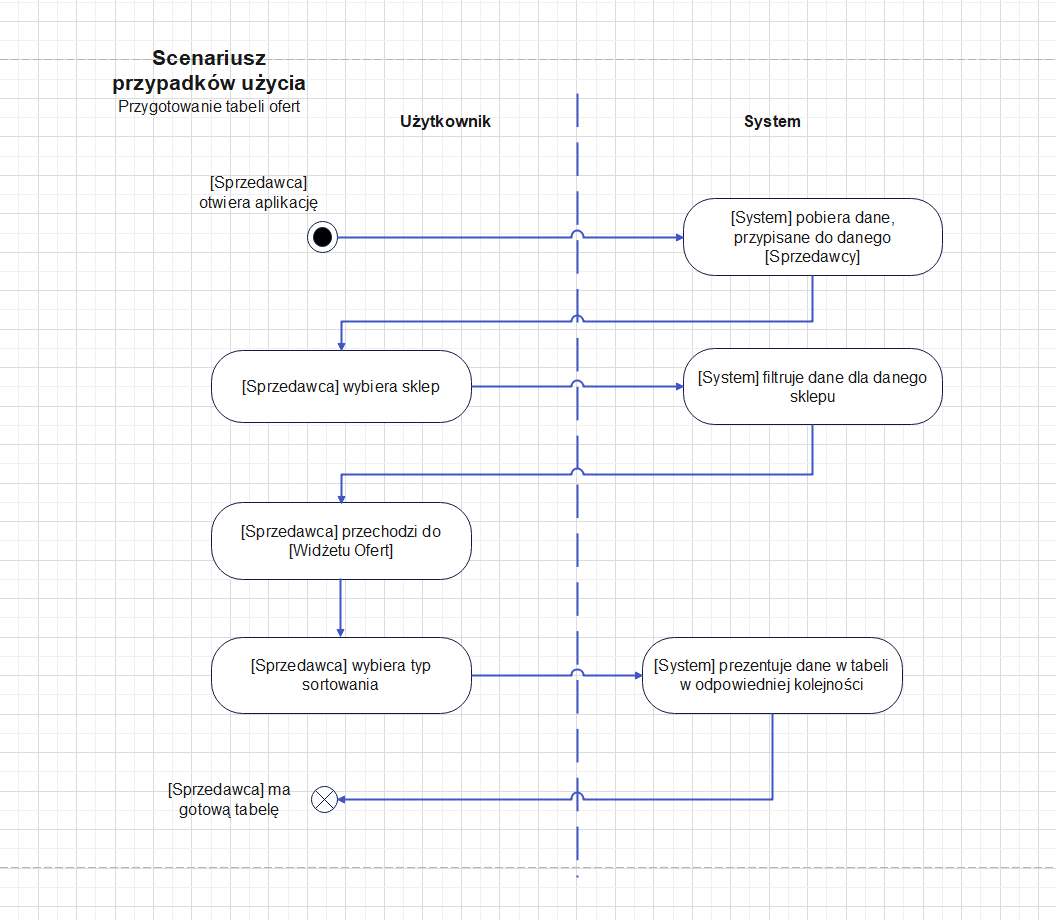 Scenariusz
przypadków użycia
Przygotowanie tabeli ofert
Użytkownik
System
[Sprzedawca]
otwiera aplikację
[System] pobiera dane,
przypisane do danego
[Sprzedawcy]
[Sprzedawca] wybiera sklep
[System] filtruje dane dla danego
sklepu
[Sprzedawca] przechodzi do
[Widżetu Ofert]
[Sprzedawca] wybiera typ
sortowania
[System] prezentuje dane w tabeli
w odpowiedniej kolejności
[Sprzedawca] ma
gotową tabelę